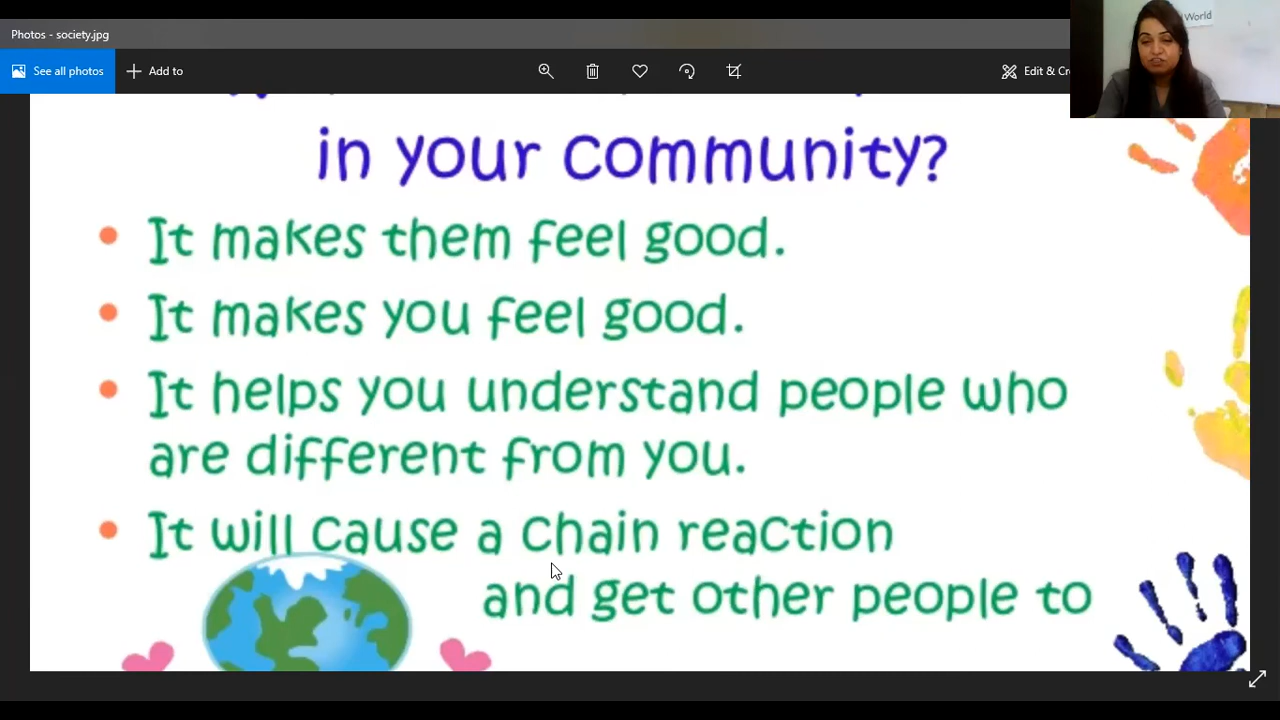 Photos - society.jpg
World
See all photos
Add to
in your community?
It makes them feel good.
It makes you feel good.
It helps you understand people who
are different from you.
It will cause a chain reaction
and get other people to